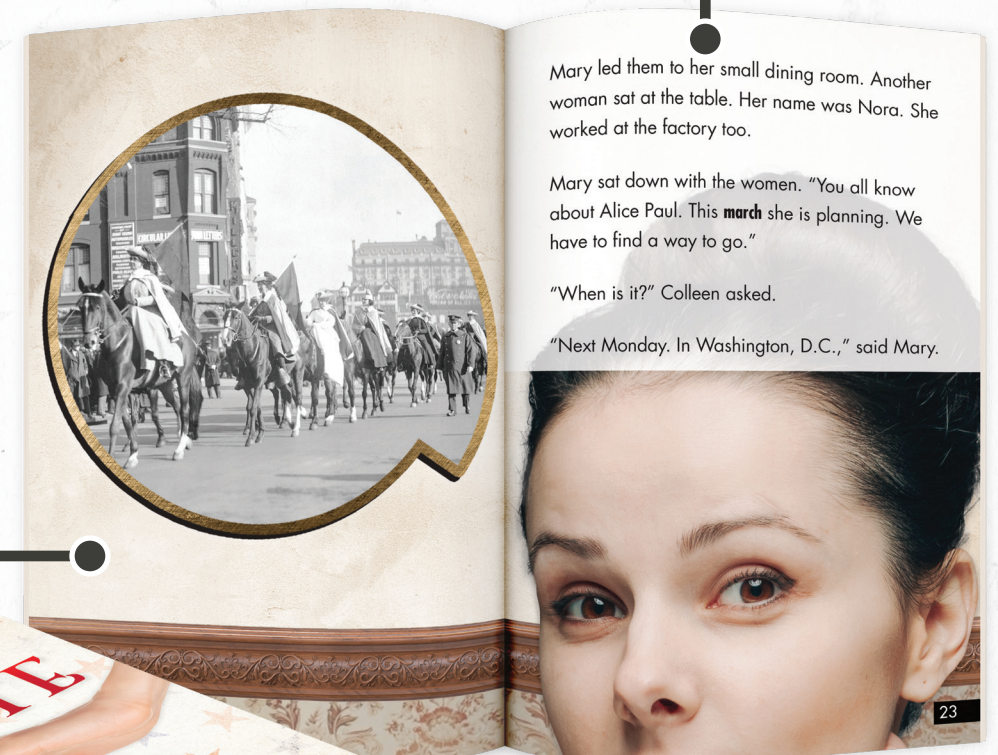 Mary led them to her small dining room. Another
woman sat at the table. Her name was Nora. She
worked at the factory too.
Mary sat down with the women. “You all know
about Alice Paul. This march she is planning. We
have to find a way to go.”
“When is it?” Colleen asked.
“Next Monday. In Washington, D.C.,” said Mary.
23